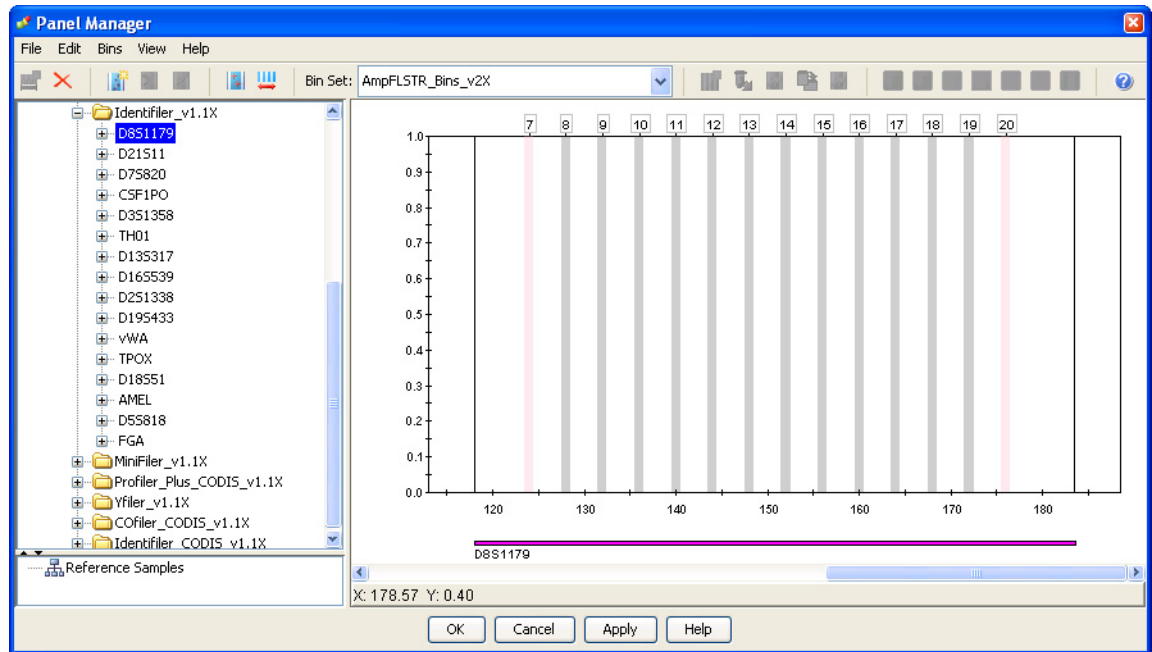 Panel Manager
File Edit Bins View Help
Bin Set: AmpFLSTR_Bins_v2X
Identifiler_v1.1X
D8S1179
D21S11
D7S820
CSF1PO
D3S1358
TH01
D13S317
D16S539
D2S1338
D19S433
vWA
TPOX
D18S51
AMEL
D5S818
FGA
MiniFiler_v1.1X
Profiler_Plus_CODIS_v1.1X
Yfiler_v1.1X
COfiler_CODIS_v1.1X
Identifiler_CODIS_v1.1X
Reference Samples
7 8 9 10 11 12 13 14 15 16 17 18 19 20
1.0
0.9
0.8
0.7
0.6
0.5
0.4
0.3
0.2
0.1
0.0
120 130 140 150 160 170 180
D8S1179
X: 178.57 Y: 0.40
OK Cancel Apply Help